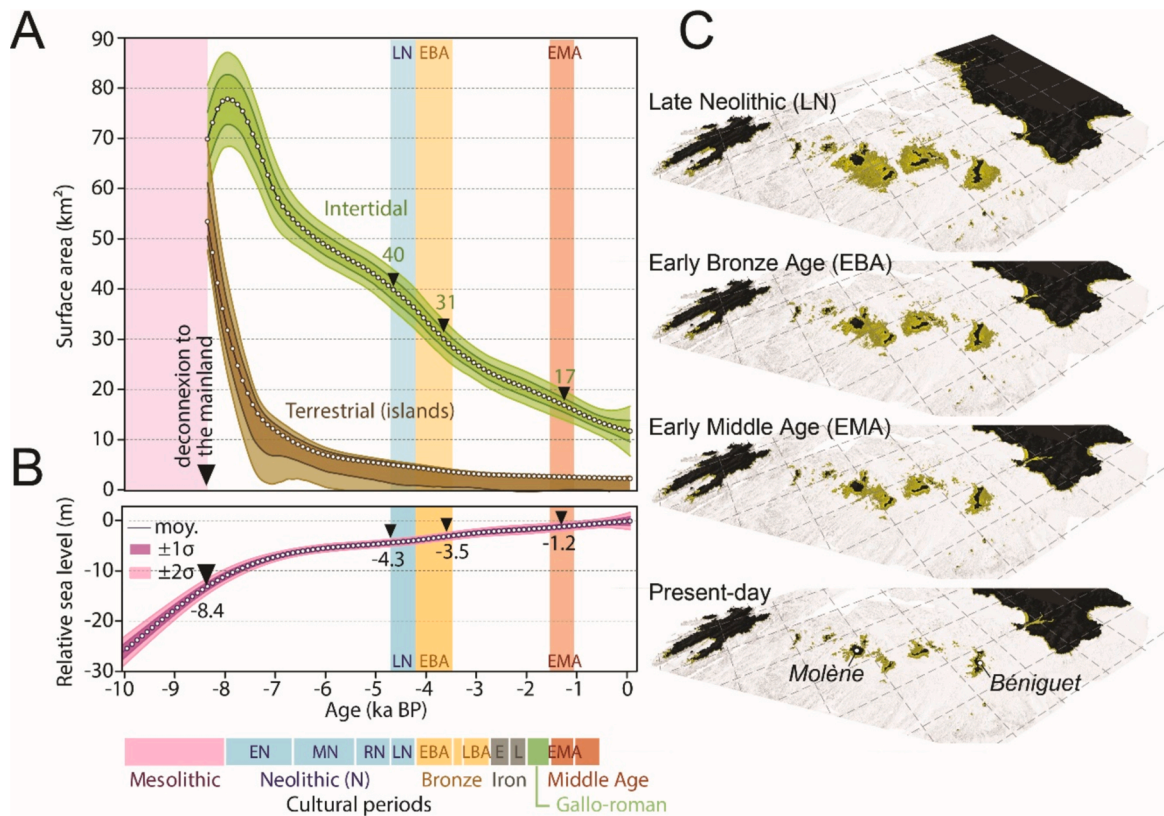 A
90
80
70
60
50
40
30
20
10
0
Surface area (km²)
LN
EBA
EMA
Intertidal
40
31
17
Terrestrial (islands)
deconnexion to
the mainland
B
0
-10
-20
-30
Relative sea level (m)
moy.
±1σ
±2σ
-8.4
-4.3
-3.5
-1.2
LN
EBA
EMA
-10 -9 -8 -7 -6 -5 -4 -3 -2 -1 0
Age (ka BP)
EN MN RN LN EBA LBA E L EMA
Mesolithic Neolithic (N) Bronze Iron Middle Age
Cultural periods Gallo-roman
C
Late Neolithic (LN)
Early Bronze Age (EBA)
Early Middle Age (EMA)
Present-day
Molène
Béniguet